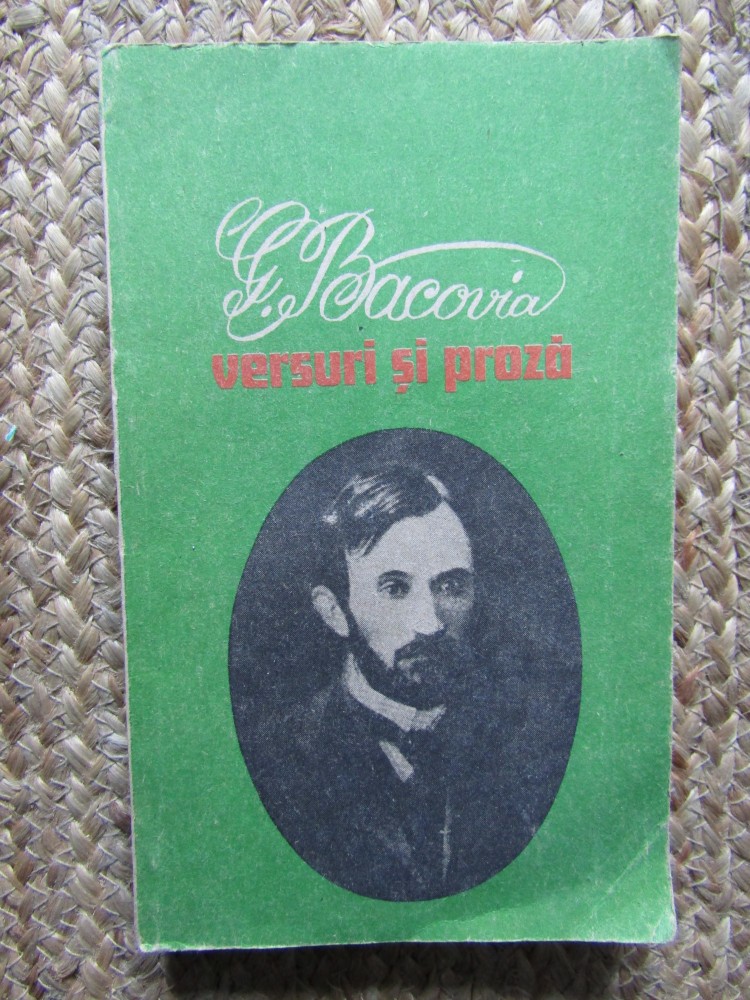 G. Bacovia
versuri și proză